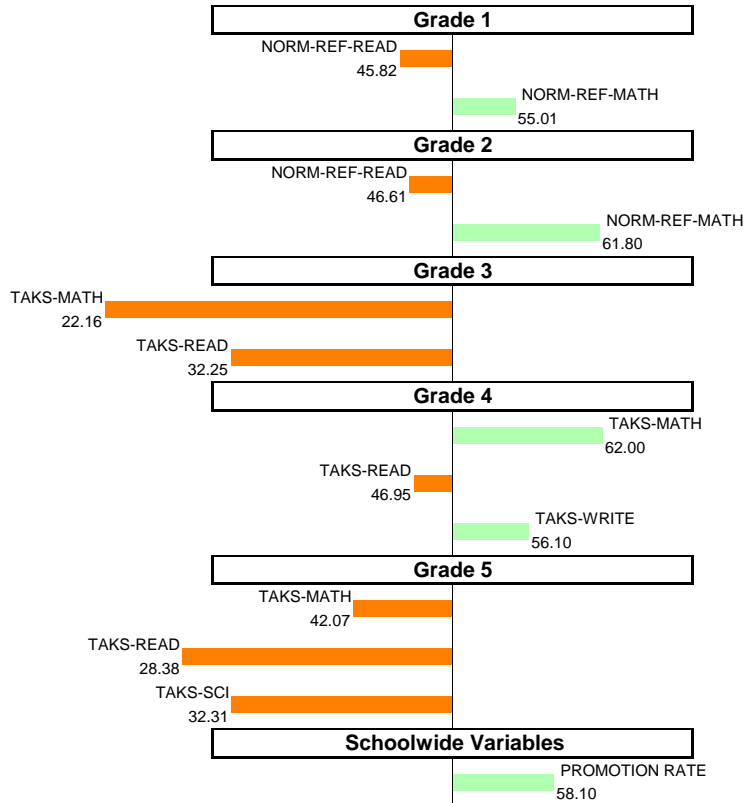 Grade 1
NORM-REF-READ
45.82
NORM-REF-MATH
55.01
Grade 2
NORM-REF-READ
46.61
NORM-REF-MATH
61.80
Grade 3
TAKS-MATH
22.16
TAKS-READ
32.25
Grade 4
TAKS-MATH
62.00
TAKS-READ
46.95
TAKS-WRITE
56.10
Grade 5
TAKS-MATH
42.07
TAKS-READ
28.38
TAKS-SCI
32.31
Schoolwide Variables
PROMOTION RATE
58.10